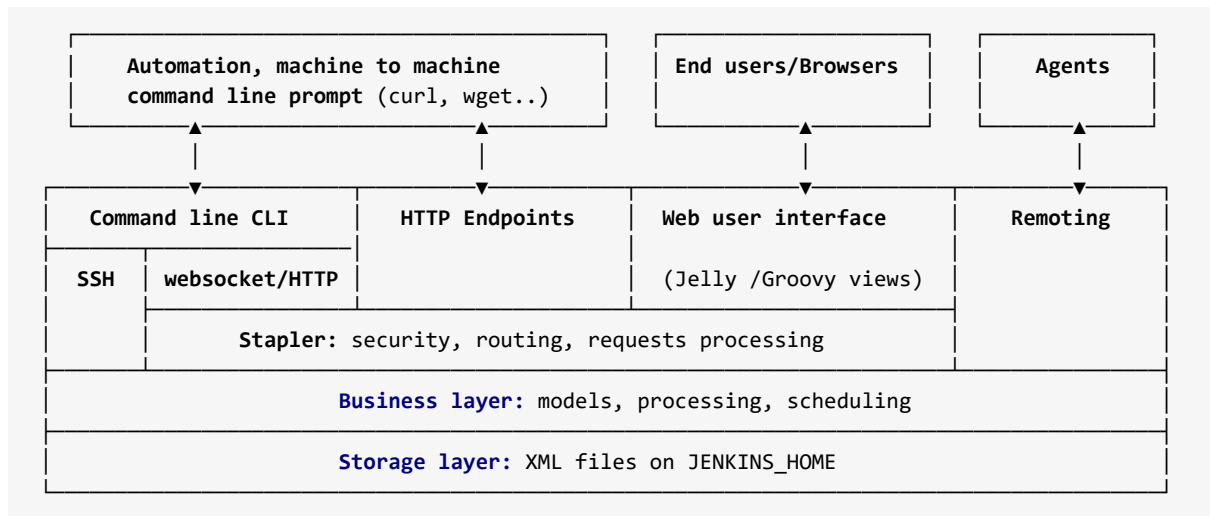 Automation, machine to machine
command line prompt (curl, wget..)
End users/Browsers
Agents
Command line CLI
HTTP Endpoints
Web user interface
Remoting
SSH
websocket/HTTP
(Jelly /Groovy views)
Stapler: security, routing, requests processing
Business layer: models, processing, scheduling
Storage layer: XML files on JENKINS_HOME